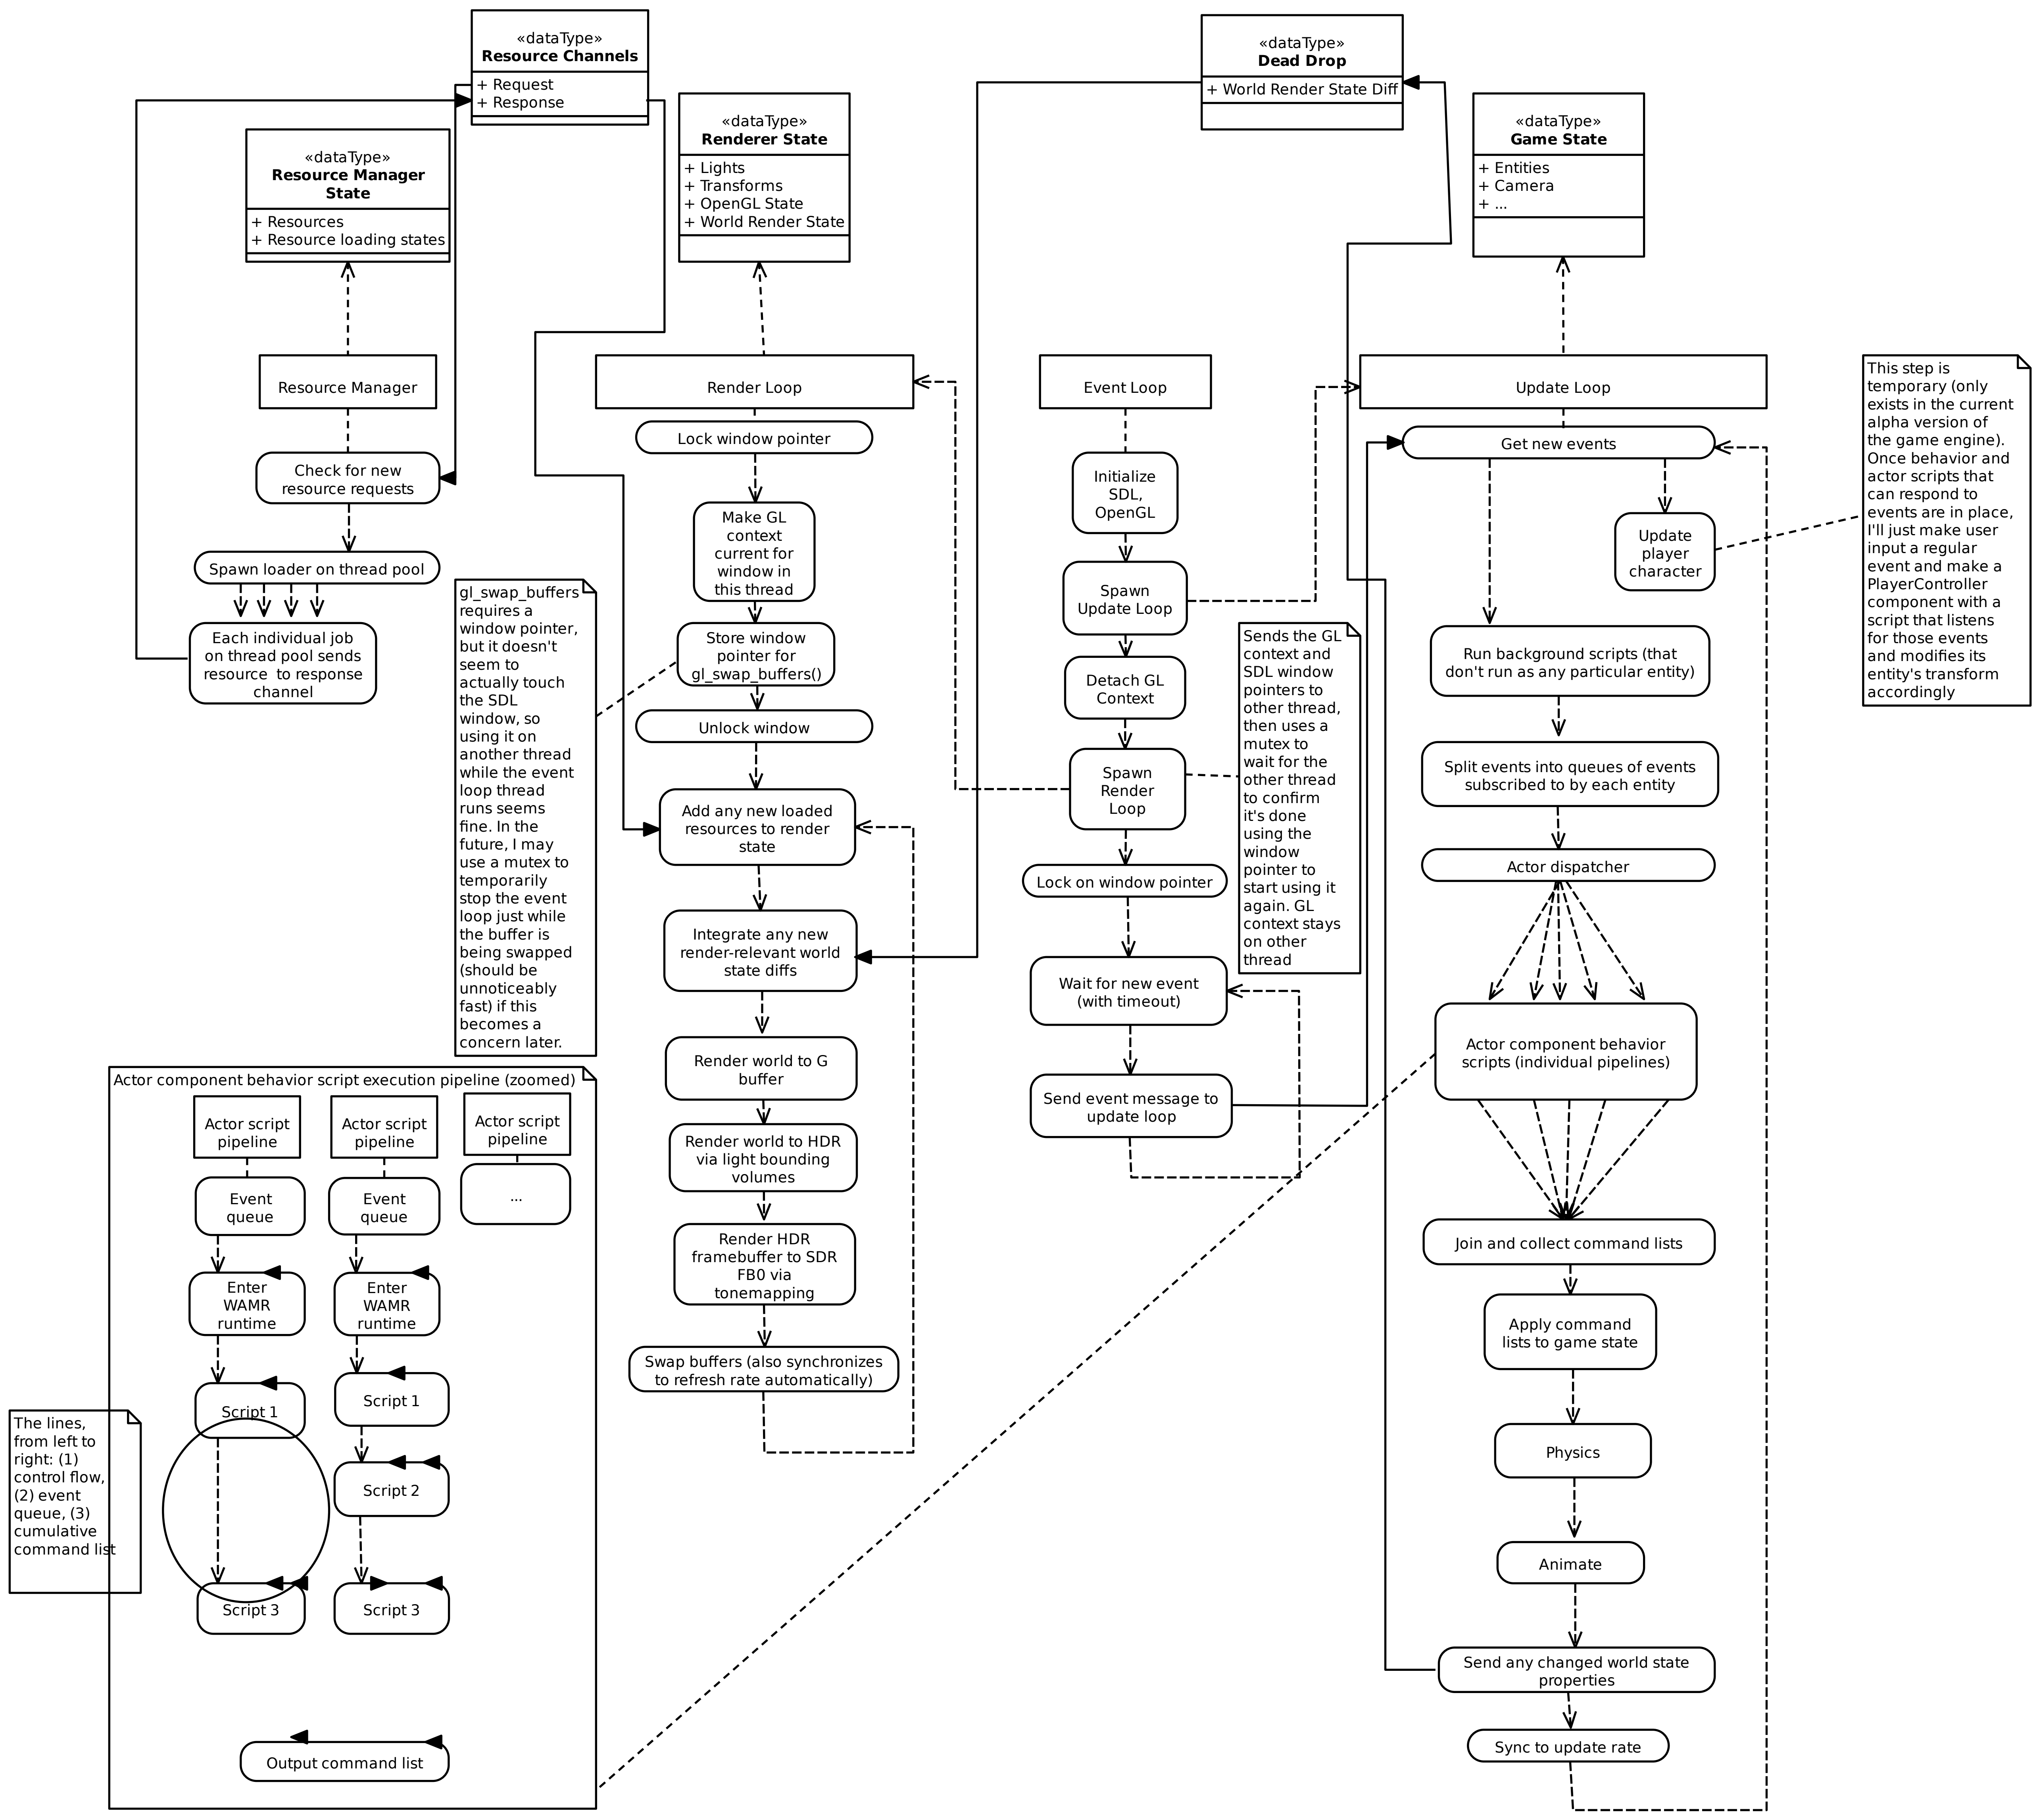 «dataType»
Resource Channels
+ Request
+ Response
«dataType»
Dead Drop
+ World Render State Diff
«dataType»
Resource Manager
State
+ Resources
+ Resource loading states
«dataType»
Renderer State
+ Lights
+ Transforms
+ OpenGL State
+ World Render State
«dataType»
Game State
+ Entities
+ Camera
+ ...
Resource Manager
Check for new
resource requests
Spawn loader on thread pool
Each individual job
on thread pool sends
resource  to response
channel
Render Loop
Lock window pointer
Make GL
context
current for
window in
this thread
Store window
pointer for
gl_swap_buffers()
Unlock window
Add any new loaded
resources to render
state
Integrate any new
render-relevant world
state diffs
Render world to G
buffer
Render world to HDR
via light bounding
volumes
Render HDR
framebuffer to SDR
FB0 via
tonemapping
Swap buffers (also synchronizes
to refresh rate automatically)
gl_swap_buffers
requires a
window pointer,
but it doesn't
seem to
actually touch
the SDL
window, so
using it on
another thread
while the event
loop thread
runs seems
fine. In the
future, I may
use a mutex to
temporarily
stop the event
loop just while
the buffer is
being swapped
(should be
unnoticeably
fast) if this
becomes a
concern later.
Event Loop
Initialize
SDL,
OpenGL
Spawn
Update Loop
Detach GL
Context
Spawn
Render
Loop
Lock on window pointer
Wait for new event
(with timeout)
Send event message to
update loop
Sends the GL
context and
SDL window
pointers to
other thread,
then uses a
mutex to
wait for the
other thread
to confirm
it's done
using the
window
pointer to
start using it
again. GL
context stays
on other
thread
Update Loop
Get new events
Update
player
character
Run background scripts (that
don't run as any particular entity)
Split events into queues of events
subscribed to by each entity
Actor dispatcher
Actor component behavior
scripts (individual pipelines)
Join and collect command lists
Apply command
lists to game state
Physics
Animate
Send any changed world state
properties
Sync to update rate
This step is
temporary (only
exists in the current
alpha version of
the game engine).
Once behavior and
actor scripts that
can respond to
events are in place,
I'll just make user
input a regular
event and make a
PlayerController
component with a
script that listens
for those events
and modifies its
entity's transform
accordingly
Actor component behavior script execution pipeline (zoomed)
Actor script
pipeline
Event
queue
Enter
WAMR
runtime
Script 1
Script 3
Actor script
pipeline
Event
queue
Enter
WAMR
runtime
Script 1
Script 2
Script 3
Actor script
pipeline
...
Output command list
The lines,
from left to
right: (1)
control flow,
(2) event
queue, (3)
cumulative
command list